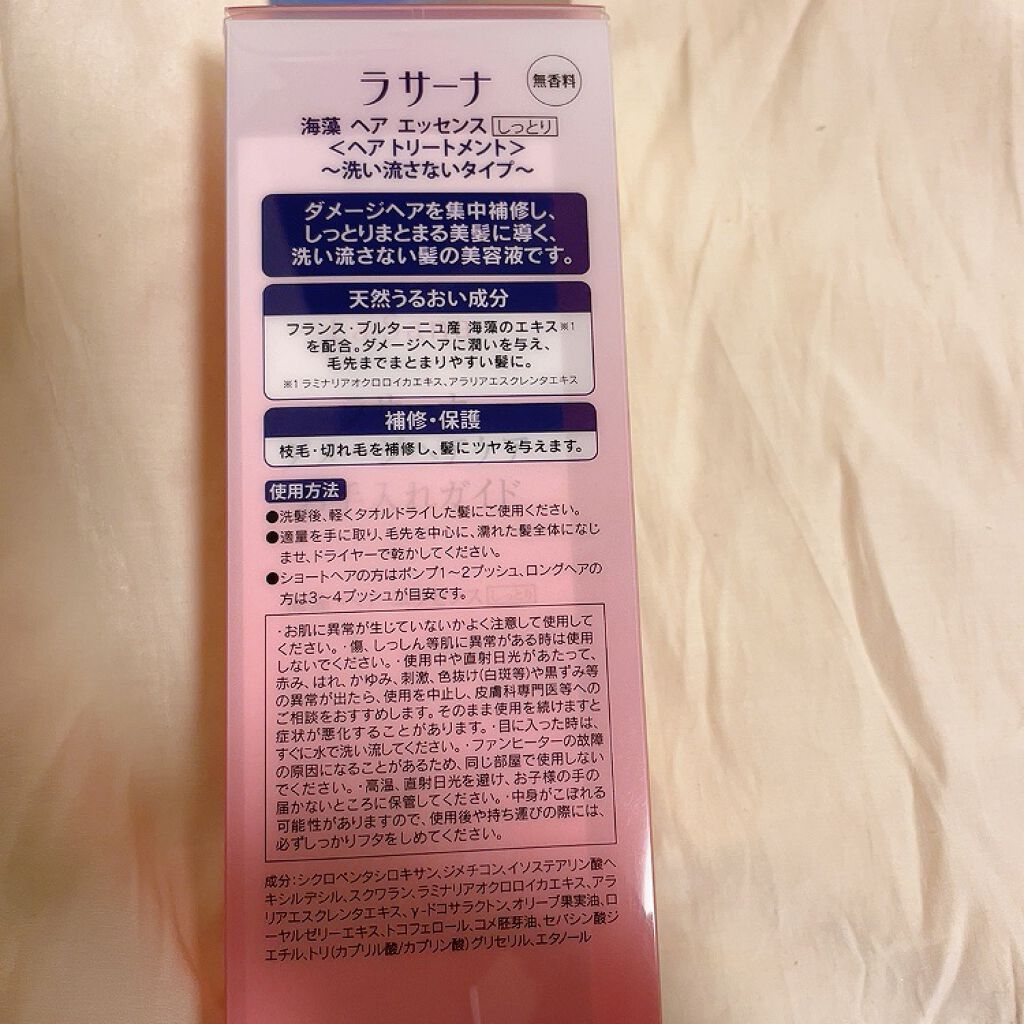 ラサーナ
無香料
海藻 ヘア エッセンス しっとり
<ヘアトリートメント>
〜洗い流さないタイプ〜
ダメージヘアを集中補修し、
しっとりまとまる美髪に導く、
洗い流さない髪の美容液です。
天然うるおい成分
フランス・ブルターニュ産 海藻のエキス※1
を配合。ダメージヘアに潤いを与え、
毛先までまとまりやすい髪に。
※1 ラミナリアオクロロイカエキス、アラリアエスクレンタエキス
補修・保護
枝毛・切れ毛を補修し、髪にツヤを与えます。
使用方法
入れガイド
●洗髪後、軽くタオルドライした髪にご使用ください。
●適量を手に取り、毛先を中心に、濡れた髪全体になじ
ませ、ドライヤーで乾かしてください。
●ショートヘアの方はポンプ1〜2プッシュ、ロングヘアの
方は3〜4プッシュが目安です。
しっとり
・お肌に異常が生じていないかよく注意して使用して
ください。・傷、しっしん等肌に異常がある時は使用
しないでください。・使用中や直射日光があたって、
赤み、はれ、かゆみ、刺激、色抜け(白斑等)や黒ずみ等
の異常が出たら、使用を中止し、皮膚科専門医等への
ご相談をおすすめします。そのまま使用を続けますと
症状が悪化することがあります。・目に入った時は、
すぐに水で洗い流してください。・ファンヒーターの故障
の原因になることがあるため、同じ部屋で使用しない
でください。・高温、直射日光を避け、お子様の手の
届かないところに保管してください。・中身がこぼれる
可能性がありますので、使用後や持ち運びの際には、
必ずしっかりフタをしめてください。
成分：シクロペンタシロキサン、ジメチコン、イソステアリン酸ヘ
キシルデシル、スクワラン、ラミナリアオクロロイカエキス、アラ
リアエスクレンタエキス、γ-ドコサラクトン、オリーブ果実油、ロ
ーヤルゼリーエキス、トコフェロール、コメ胚芽油、セバシン酸ジ
エチル、トリ(カプリル酸/カプリン酸)グリセリル、エタノール